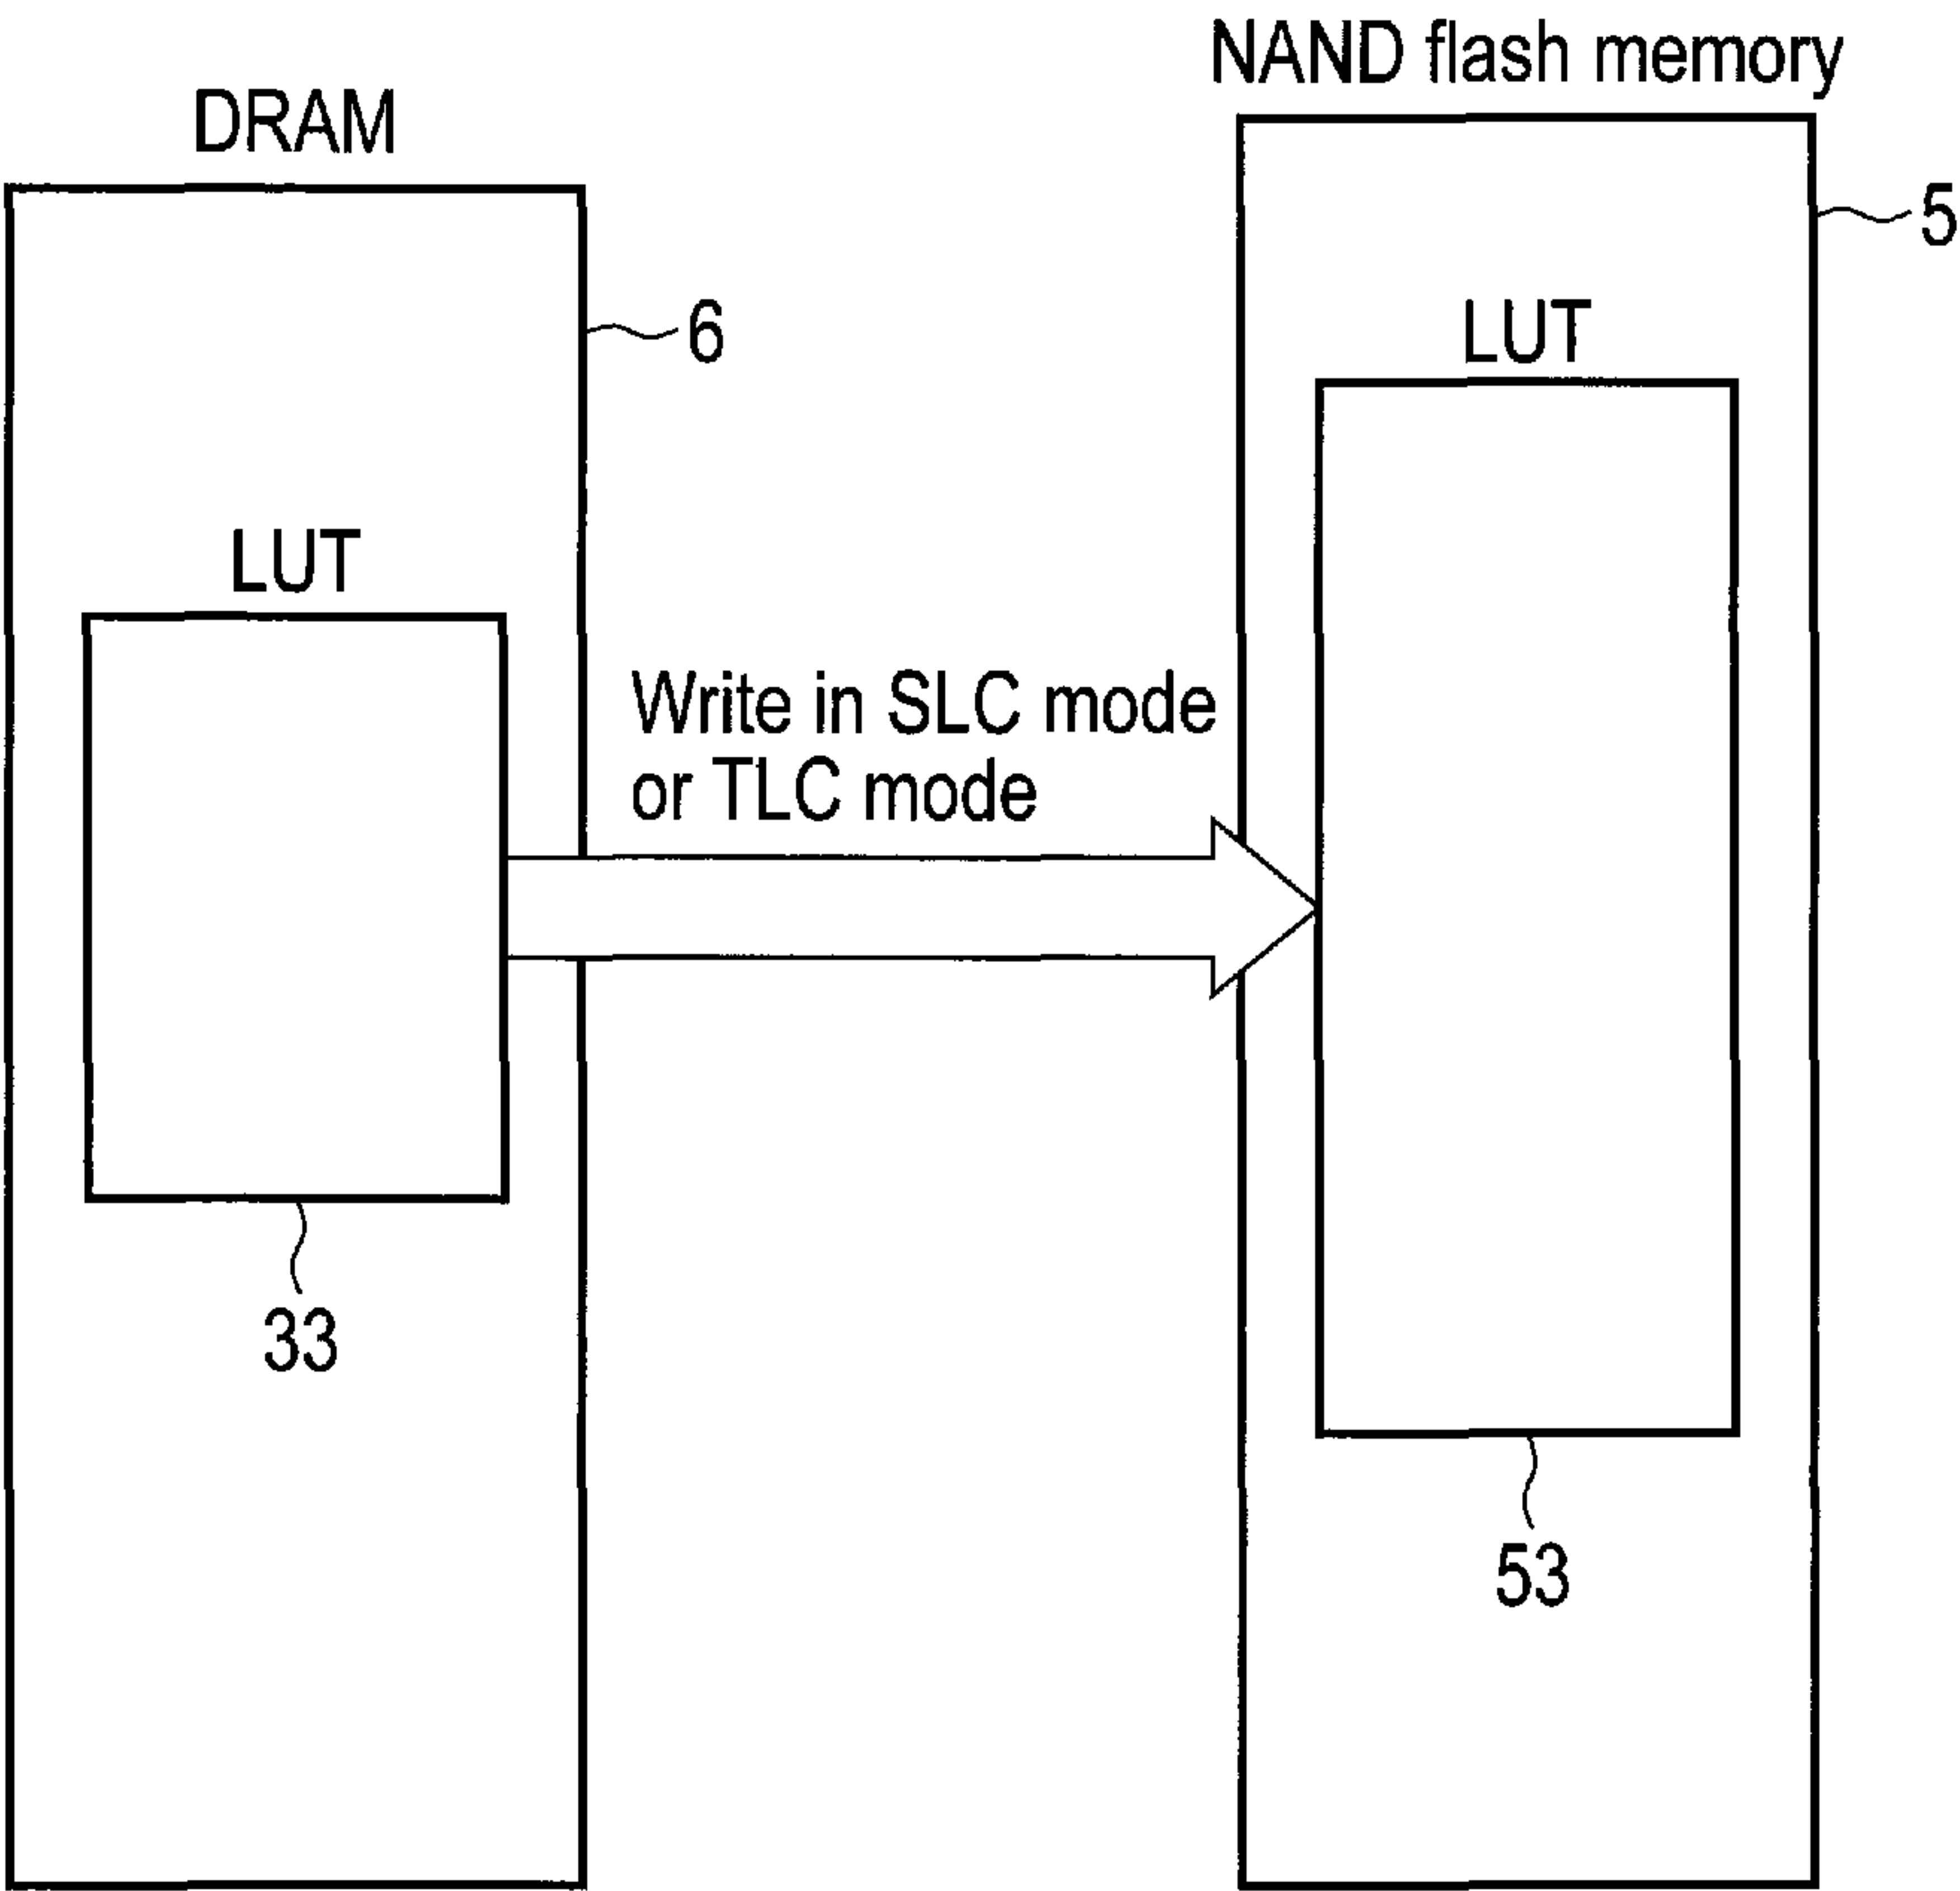 NAND flash memory
DRAM
5
6
LUT
LUT
Write in SLC mode
or TLC mode
33
53